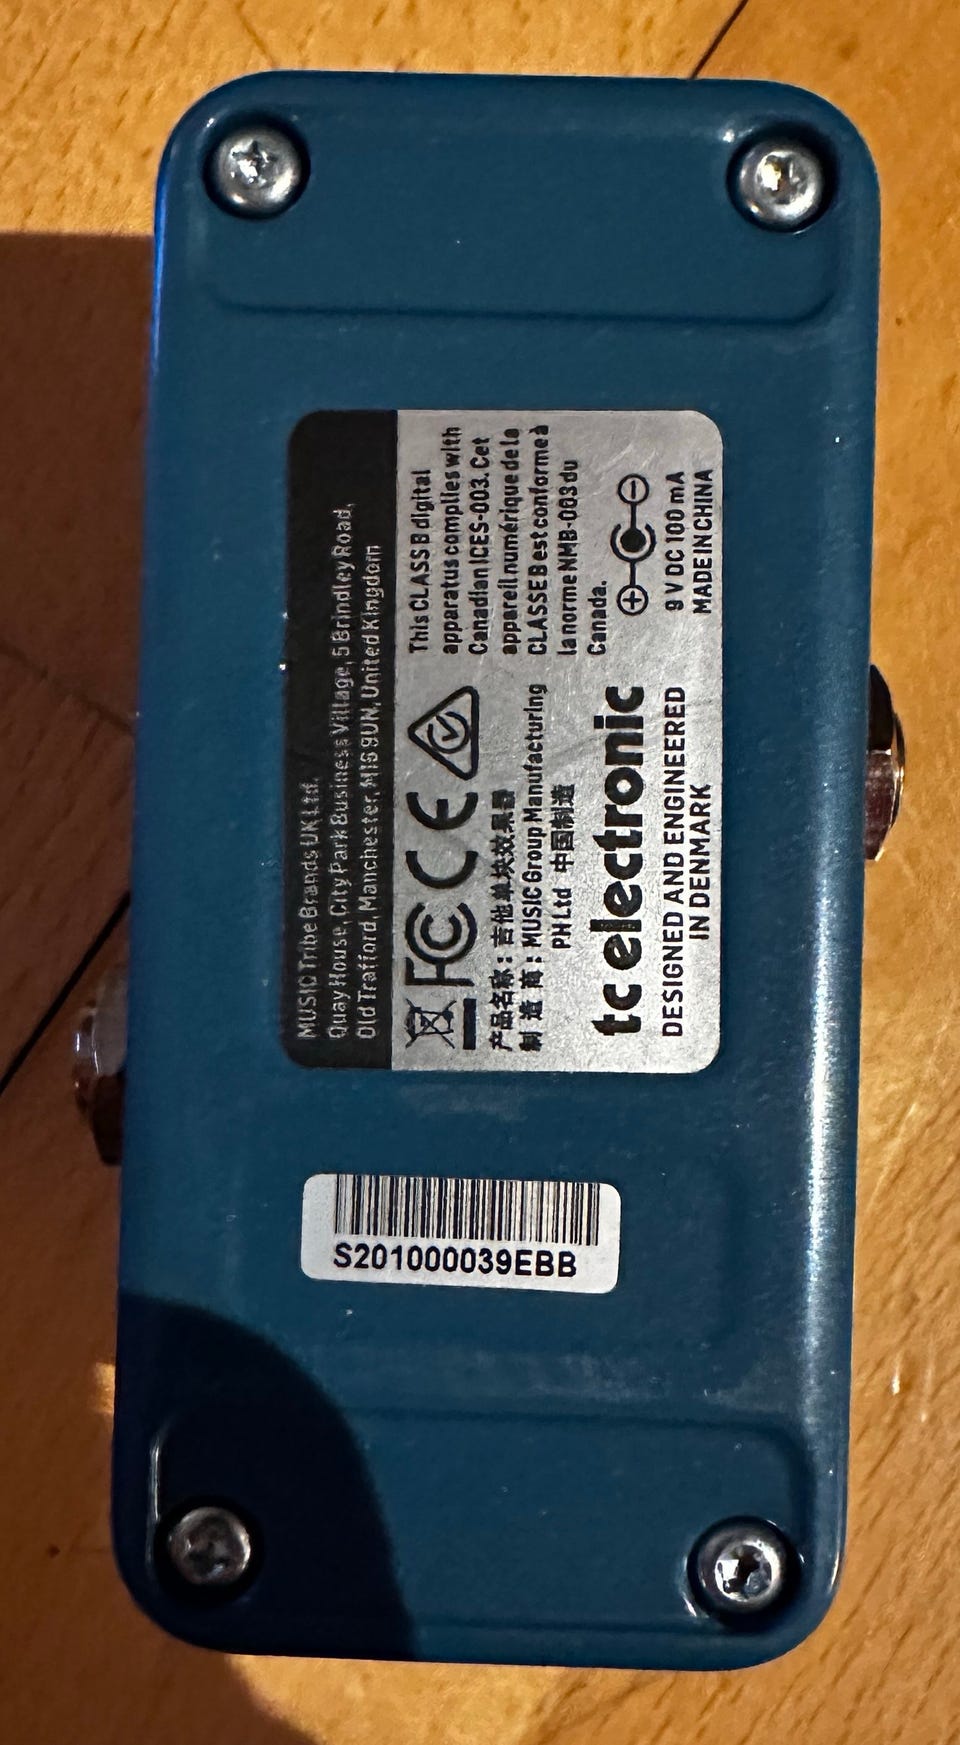 MUSIC Tribe Brands UK Ltd.
Quay House, City Park Business Village, 5 Brindley Road,
Old Trafford, Manchester, M16 9UN, United Kingdom
FC CE
产品名称：吉他单块效果器
制 造 商：MUSIC Group Manufacturing
PH Ltd 中国制造
tc electronic
DESIGNED AND ENGINEERED
IN DENMARK
This CLASS B digital
apparatus complies with
Canadian ICES-003. Cet
appareil numérique de la
CLASSE B est conforme à
la norme NMB-003 du
Canada.
9 V DC 100 mA
MADE IN CHINA
S201000039EBB